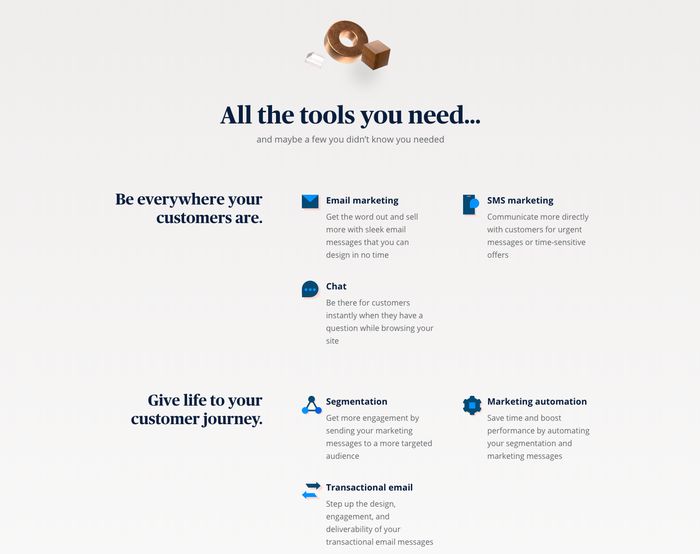 All the tools you need...
and maybe a few you didn't know you needed
Be everywhere your
customers are.
Email marketing
Get the word out and sell
more with sleek email
messages that you can
design in no time
SMS marketing
Communicate more directly
with customers for urgent
messages or time-sensitive
offers
Chat
Be there for customers
instantly when they have a
question while browsing your
site
Give life to your
customer journey.
Segmentation
Get more engagement by
sending your marketing
messages to a more targeted
audience
Marketing automation
Save time and boost
performance by automating
your segmentation and
marketing messages
Transactional email
Step up the design,
engagement, and
deliverability of your
transactional email messages